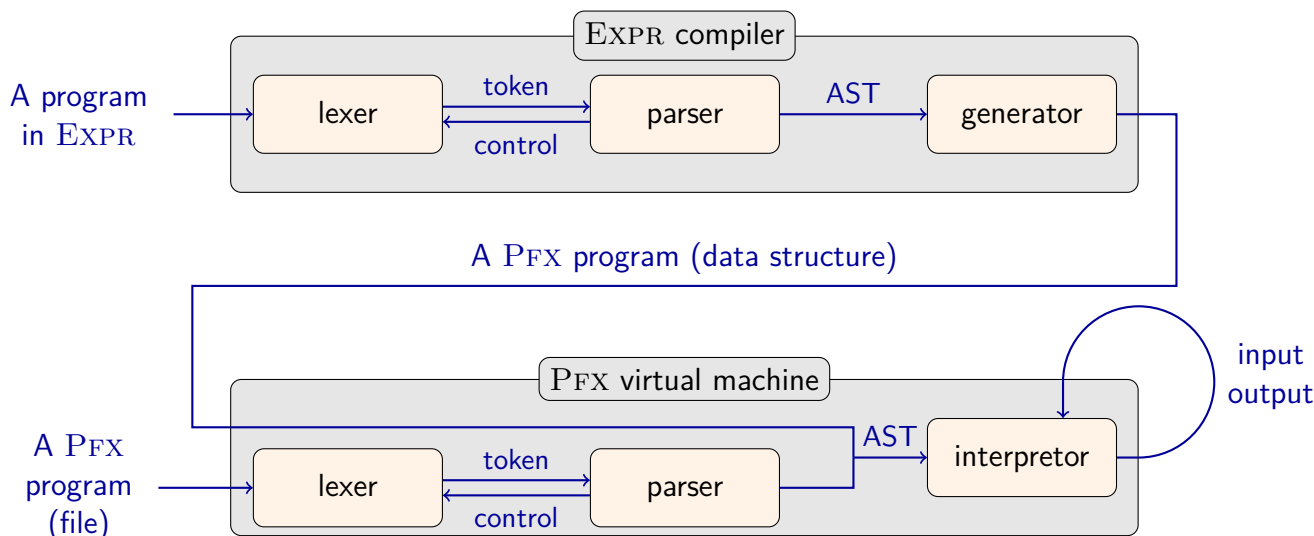 EXPR compiler
A program
in EXPR
lexer
token
control
parser
AST
generator
A PFX program (data structure)
PFX virtual machine
input
output
A PFX
program
(file)
lexer
token
control
parser
AST
interpretor